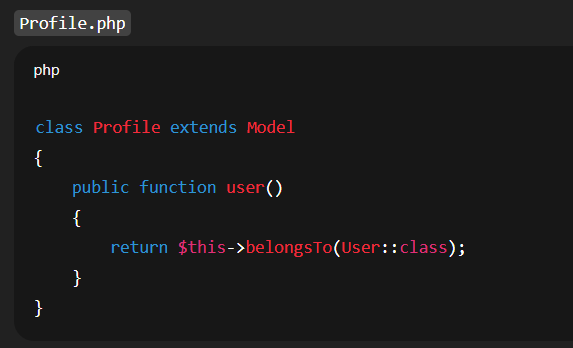 Profile.php
php
class Profile extends Model
{
    public function user()
    {
        return $this->belongsTo(User::class);
    }
}